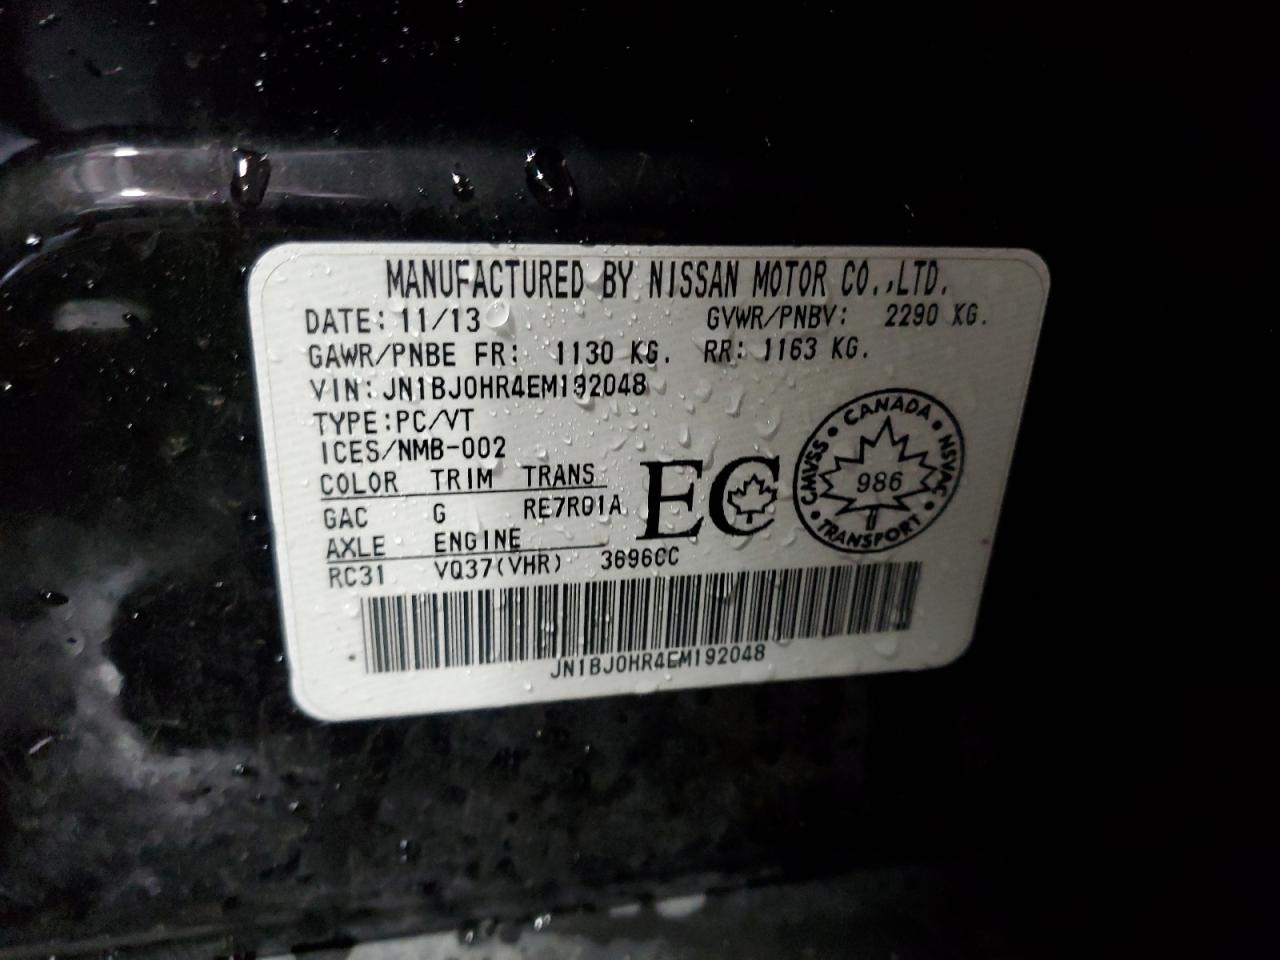 MANUFACTURED BY NISSAN MOTOR CO.,LTD.
DATE: 11/13 GVWR/PNBV: 2290 KG.
GAWR/PNBE FR: 1130 KG. RR: 1163 KG.
VIN:JN1BJ0HR4EM192048
TYPE:PC/VT
ICES/NMB-002
COLOR TRIM TRANS
GAC G RE7R01A
AXLE ENGINE
RC31 VQ37(VHR) 3696CC
EC
CANADA
CMVSS • NSVAC
986
TRANSPORT
JN1BJ0HR4EM192048